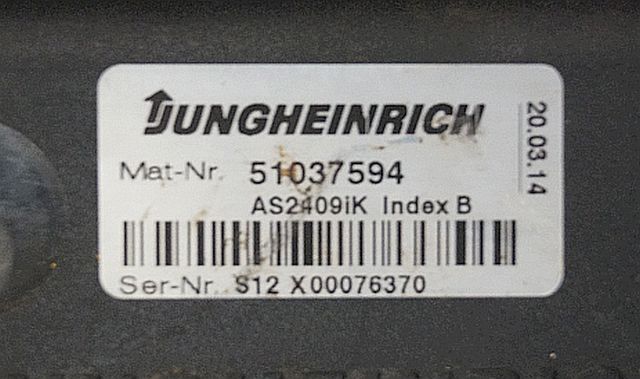 JUNGHEINRICH
Mat-Nr. 51037594
AS2409iK Index B
Ser-Nr. S12 X00076370
20.03.14